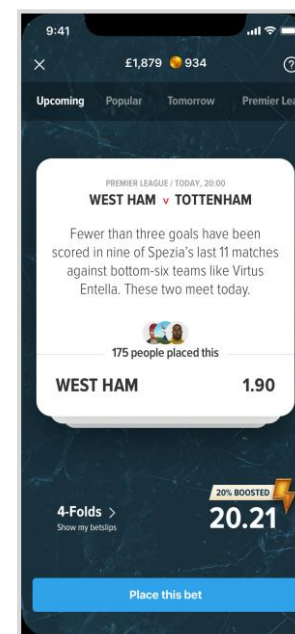 9:41
£1,879 934
Upcoming Popular Tomorrow Premier Lea
PREMIER LEAGUE / TODAY, 20:00
WEST HAM v TOTTENHAM
Fewer than three goals have been
scored in nine of Spezia's last 11 matches
against bottom-six teams like Virtus
Entella. These two meet today.
175 people placed this
WEST HAM 1.90
20% BOOSTED
4-Folds >
20.21
Show my betslips
Place this bet